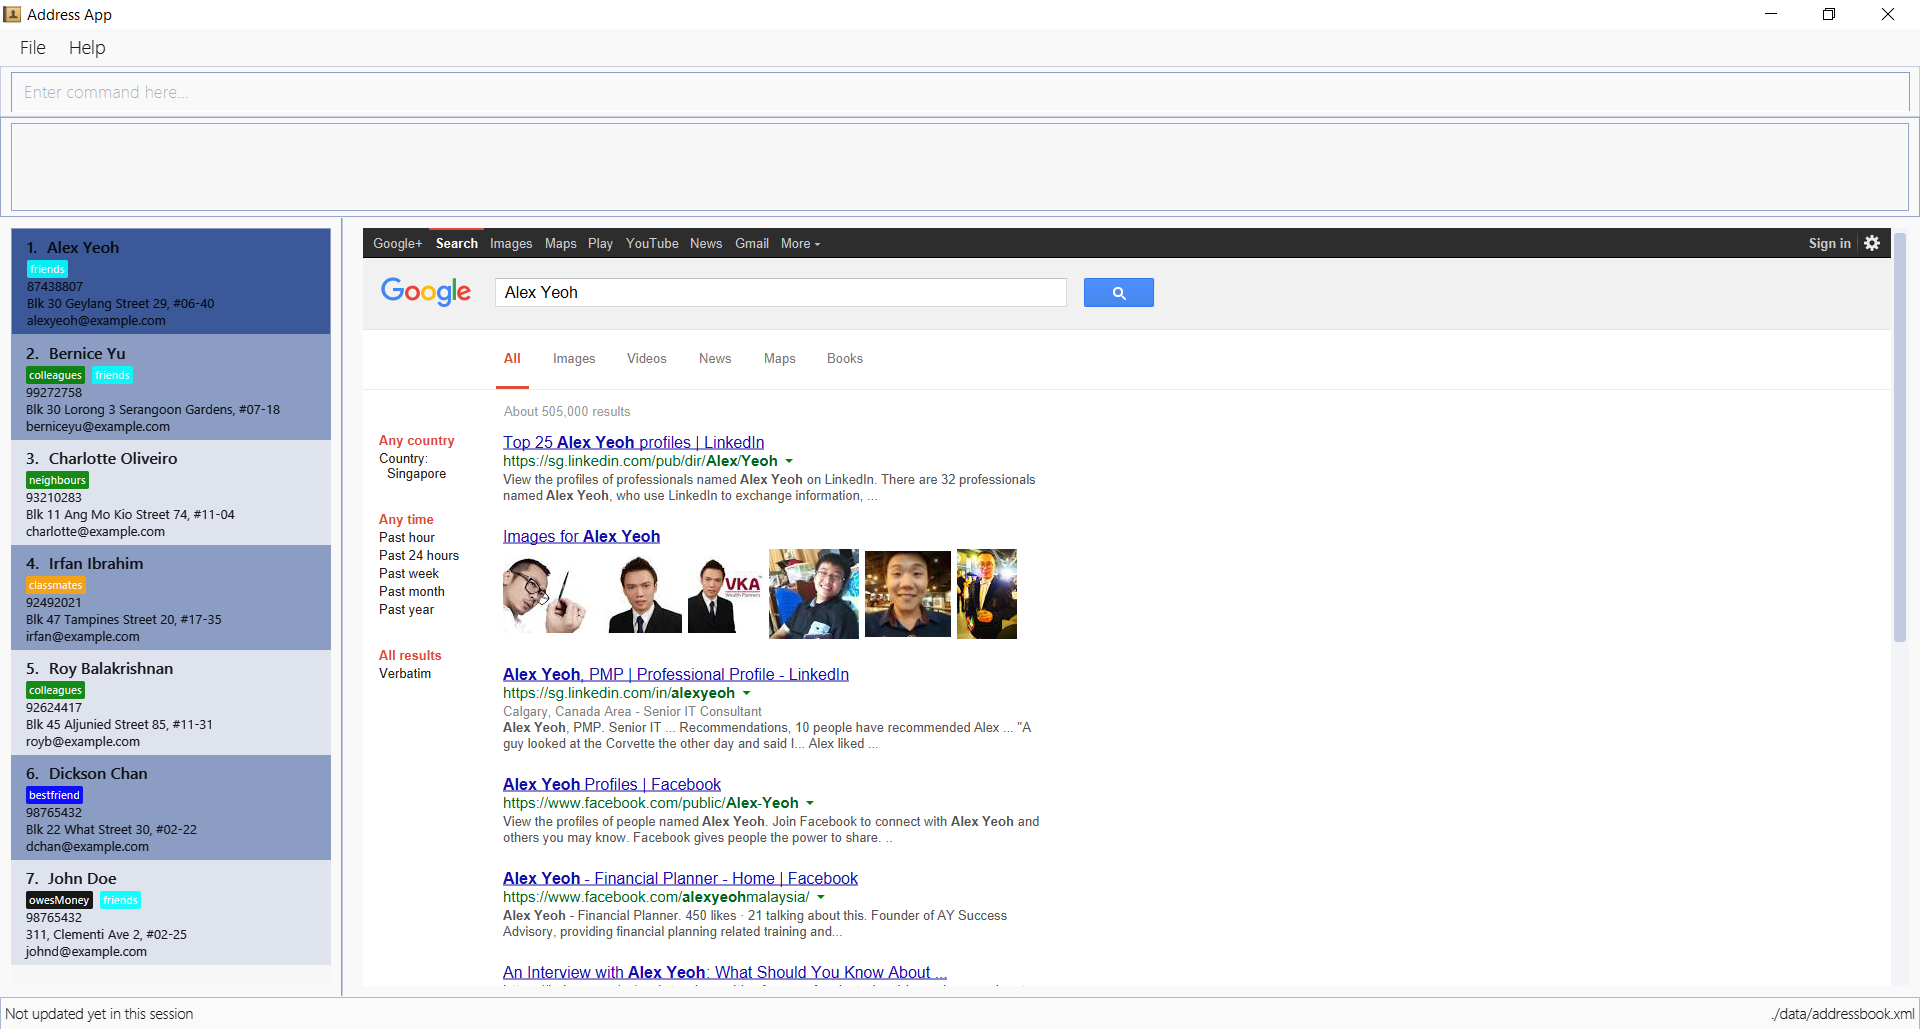 Address App
File Help
Enter command here...
1. Alex Yeoh
friends
87438807
Blk 30 Geylang Street 29, #06-40
alexyeoh@example.com
2. Bernice Yu
colleagues friends
99272758
Blk 30 Lorong 3 Serangoon Gardens, #07-18
berniceyu@example.com
3. Charlotte Oliveiro
neighbours
93210283
Blk 11 Ang Mo Kio Street 74, #11-04
charlotte@example.com
4. Irfan Ibrahim
classmates
92492021
Blk 47 Tampines Street 20, #17-35
irfan@example.com
5. Roy Balakrishnan
colleagues
92624417
Blk 45 Aljunied Street 85, #11-31
royb@example.com
6. Dickson Chan
bestfriend
98765432
Blk 22 What Street 30, #02-22
dchan@example.com
7. John Doe
owesMoney friends
98765432
311, Clementi Ave 2, #02-25
johnd@example.com
Google+ Search Images Maps Play YouTube News Gmail More Sign in
Google Alex Yeoh
All Images Videos News Maps Books
About 505,000 results
Any country
Country:
Singapore
Any time
Past hour
Past 24 hours
Past week
Past month
Past year
All results
Verbatim
Top 25 Alex Yeoh profiles | LinkedIn
https://sg.linkedin.com/pub/dir/Alex/Yeoh
View the profiles of professionals named Alex Yeoh on LinkedIn. There are 32 professionals
named Alex Yeoh, who use LinkedIn to exchange information, ...
Images for Alex Yeoh
VKA
Alex Yeoh, PMP | Professional Profile - LinkedIn
https://sg.linkedin.com/in/alexyeoh
Calgary, Canada Area - Senior IT Consultant
Alex Yeoh, PMP. Senior IT ... Recommendations, 10 people have recommended Alex ... "A
guy looked at the Corvette the other day and said I... Alex liked ...
Alex Yeoh Profiles | Facebook
https://www.facebook.com/public/Alex-Yeoh
View the profiles of people named Alex Yeoh. Join Facebook to connect with Alex Yeoh and
others you may know. Facebook gives people the power to share. ..
Alex Yeoh - Financial Planner - Home | Facebook
https://www.facebook.com/alexyeohmalaysia/
Alex Yeoh - Financial Planner. 450 likes · 21 talking about this. Founder of AY Success
Advisory, providing financial planning related training and...
An Interview with Alex Yeoh: What Should You Know About ...
Not updated yet in this session
./data/addressbook.xml